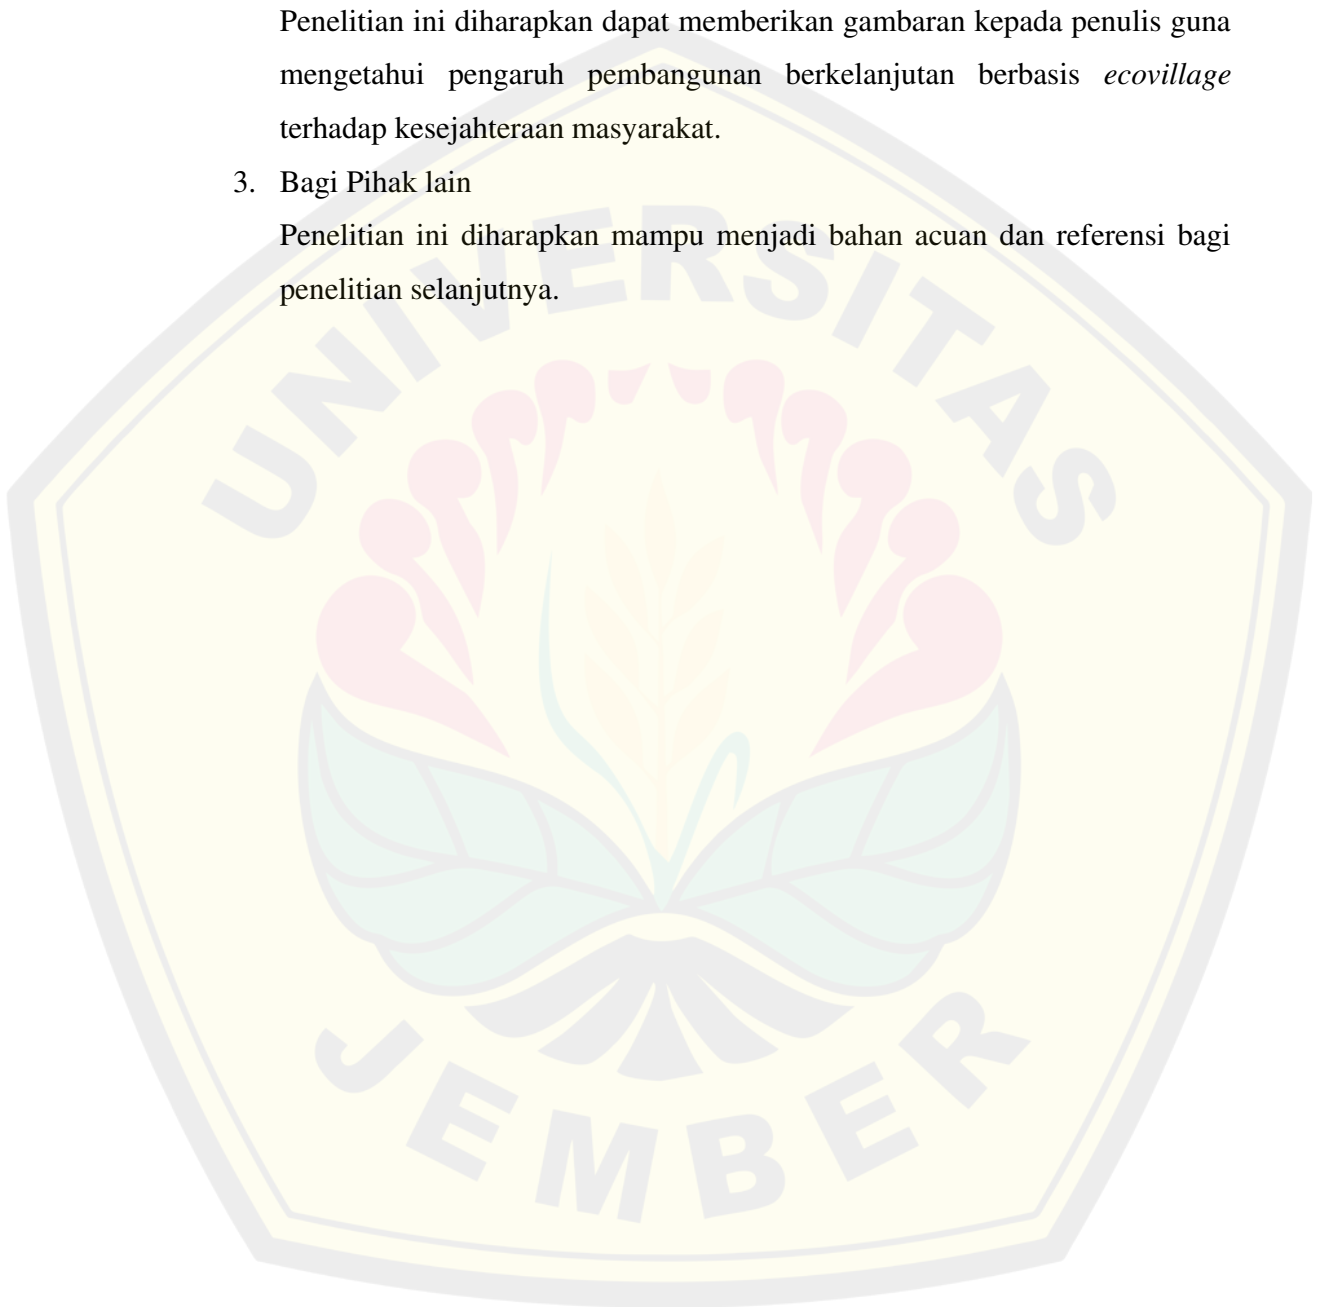 Penelitian ini diharapkan dapat memberikan gambaran kepada penulis guna
mengetahui pengaruh pembangunan berkelanjutan berbasis ecovillage
terhadap kesejahteraan masyarakat.
3. Bagi Pihak lain
Penelitian ini diharapkan mampu menjadi bahan acuan dan referensi bagi
penelitian selanjutnya.
UNIVERSITAS
JEMBER